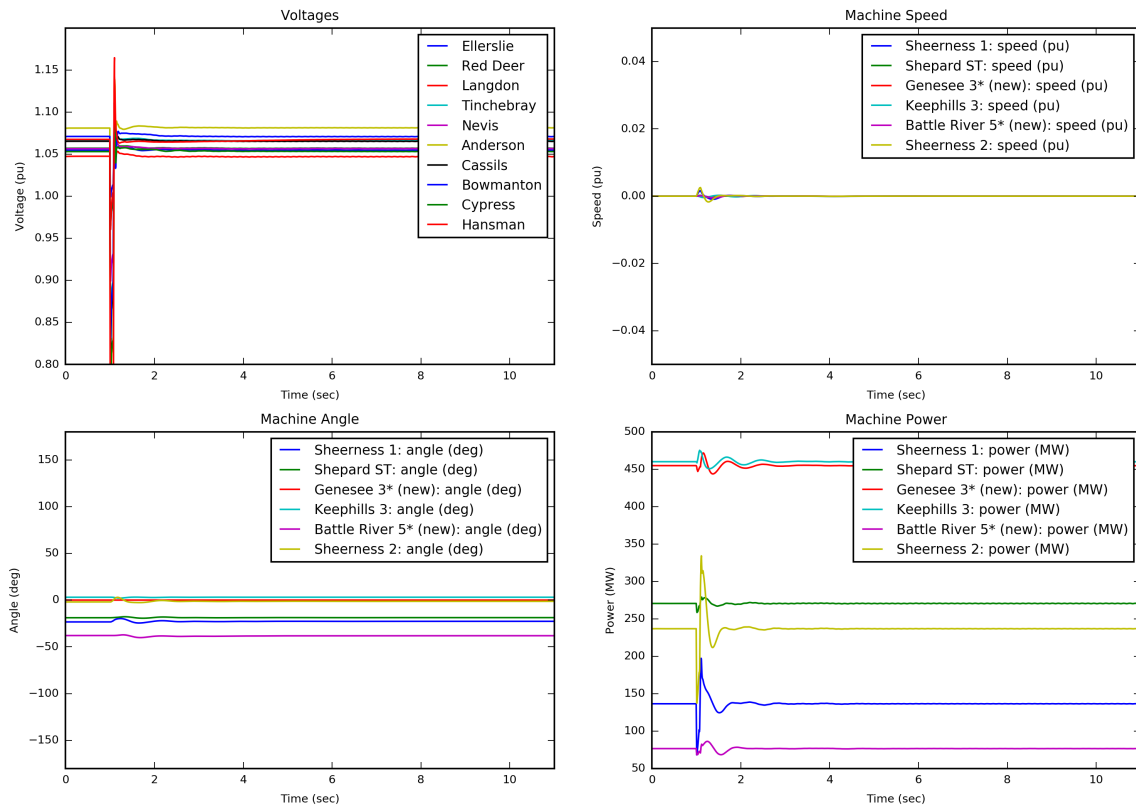 Voltages
1.15
1.10
1.05
1.00
0.95
0.90
0.85
0.80
Voltage (pu)
0
2
4
6
8
10
Time (sec)
Ellerslie
Red Deer
Langdon
Tinchebray
Nevis
Anderson
Cassils
Bowmanton
Cypress
Hansman
Machine Speed
0.04
0.02
0.00
−0.02
−0.04
Speed (pu)
0
2
4
6
8
10
Time (sec)
Sheerness 1: speed (pu)
Shepard ST: speed (pu)
Genesee 3* (new): speed (pu)
Keephills 3: speed (pu)
Battle River 5* (new): speed (pu)
Sheerness 2: speed (pu)
Machine Angle
150
100
50
0
−50
−100
−150
Angle (deg)
0
2
4
6
8
10
Time (sec)
Sheerness 1: angle (deg)
Shepard ST: angle (deg)
Genesee 3* (new): angle (deg)
Keephills 3: angle (deg)
Battle River 5* (new): angle (deg)
Sheerness 2: angle (deg)
Machine Power
500
450
400
350
300
250
200
150
100
50
Power (MW)
0
2
4
6
8
10
Time (sec)
Sheerness 1: power (MW)
Shepard ST: power (MW)
Genesee 3* (new): power (MW)
Keephills 3: power (MW)
Battle River 5* (new): power (MW)
Sheerness 2: power (MW)